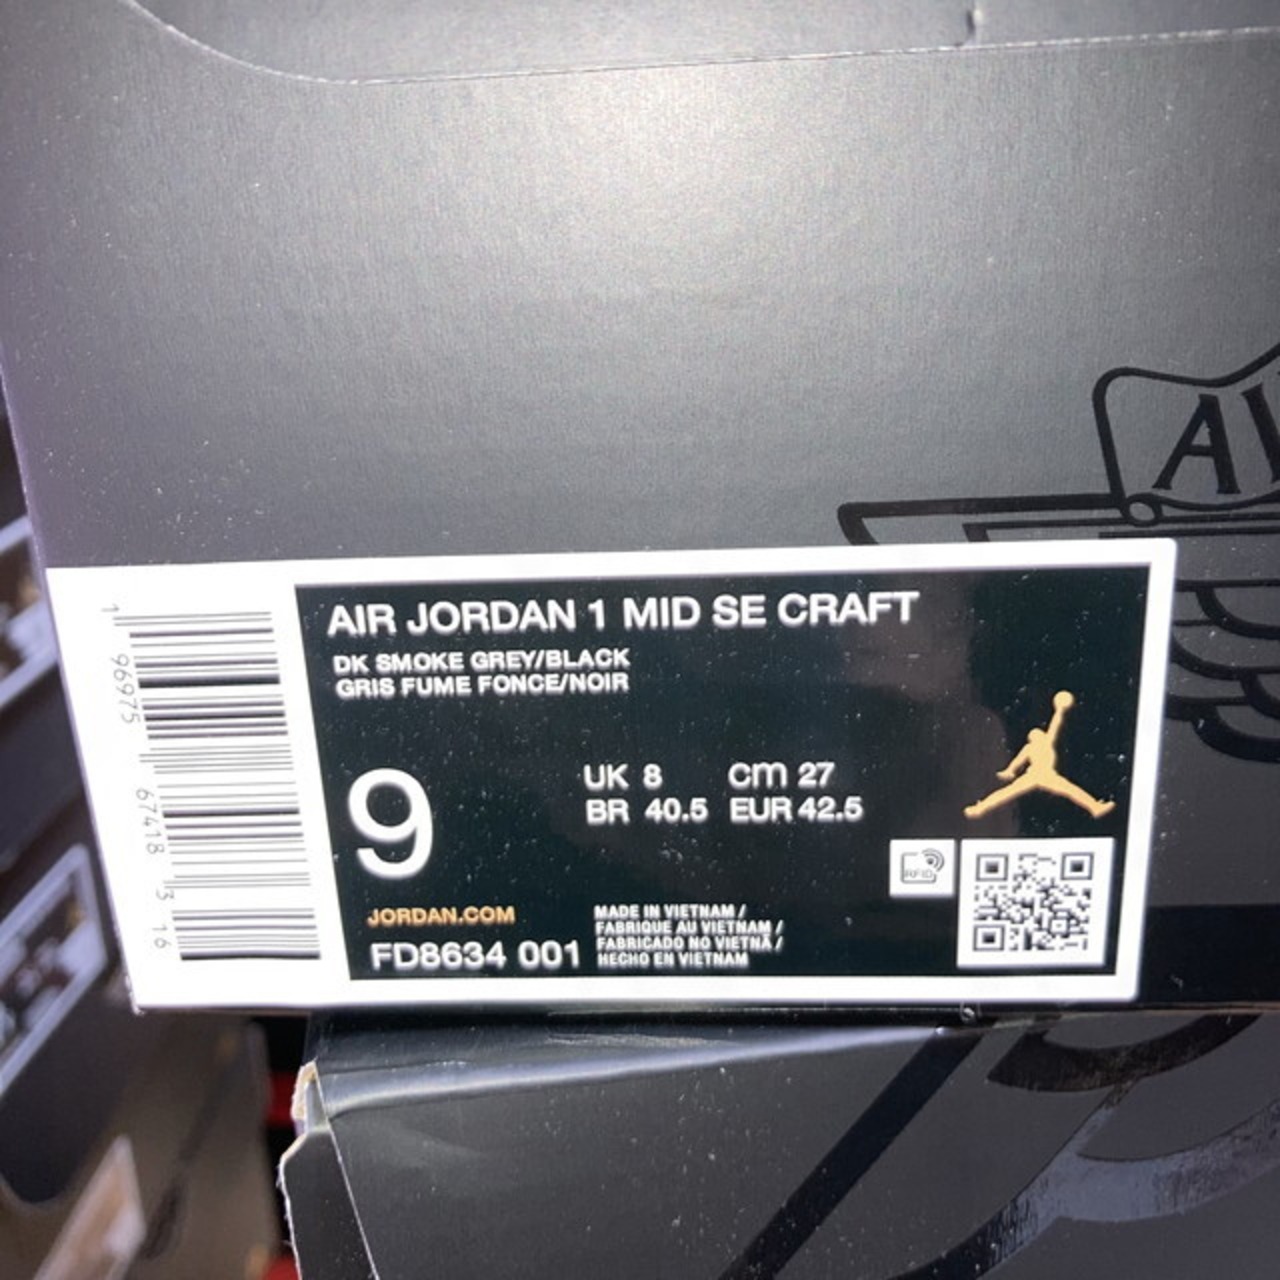 AIR JORDAN 1 MID SE CRAFT
DK SMOKE GREY/BLACK
GRIS FUME FONCE/NOIR
9
UK 8 cm 27
BR 40.5 EUR 42.5
RFID
JORDAN.COM
FD8634 001
MADE IN VIETNAM /
FABRIQUE AU VIETNAM /
FABRICADO NO VIETNÃ /
HECHO EN VIETNAM
1 96975 67418 3 16